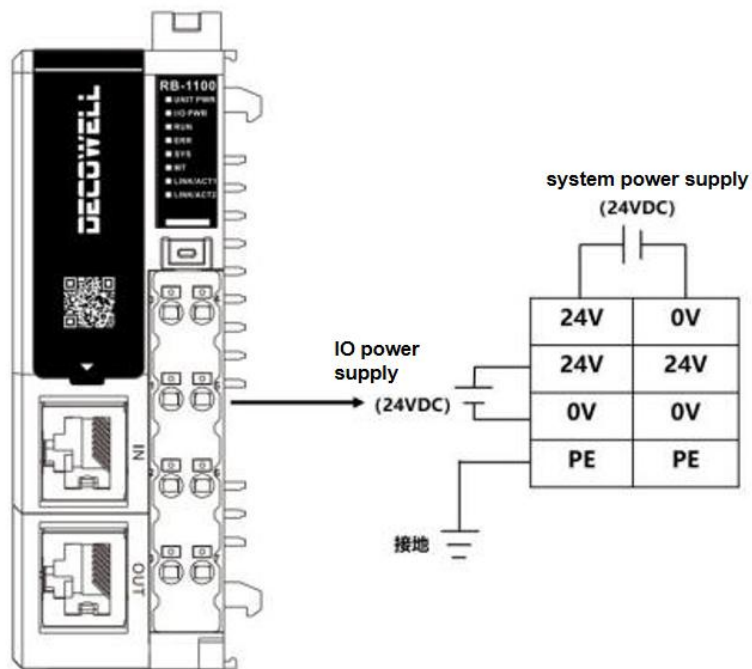 DECOWELL
RB-1100
UNIT PWR
I/O PWR
RUN
ERR
SYS
MT
LINK/ACT1
LINK/ACT2
IN
OUT
IO power
supply
(24VDC)
system power supply
(24VDC)
24V 0V
24V 24V
0V 0V
PE PE
接地